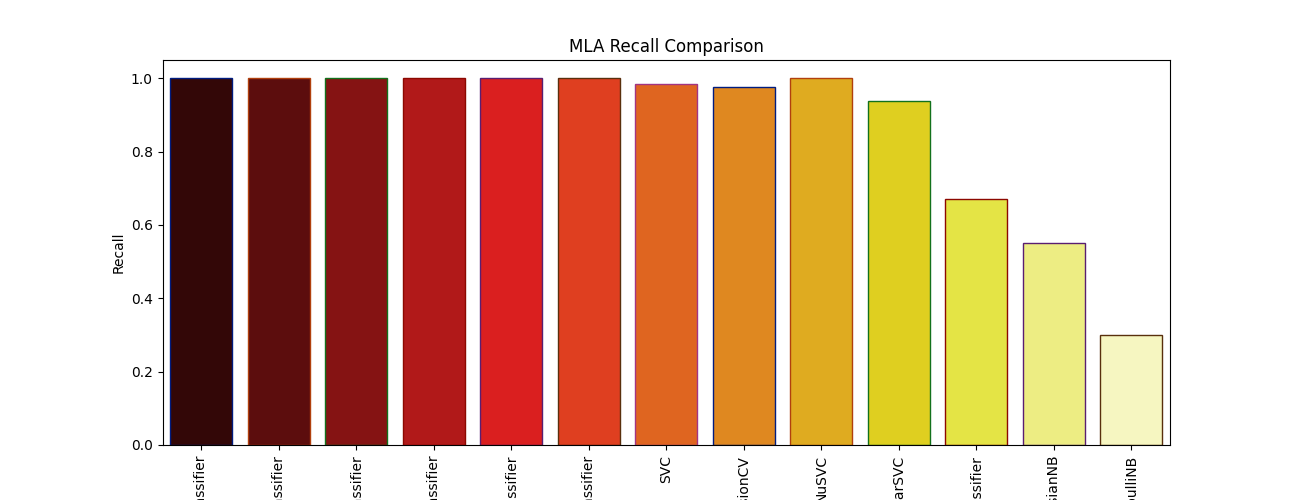 MLA Recall Comparison
1.0
0.8
0.6
0.4
0.2
0.0
Recall
ssifier
ssifier
ssifier
ssifier
ssifier
ssifier
SVC
ionCV
NuSVC
arSVC
ssifier
sianNB
ulliNB